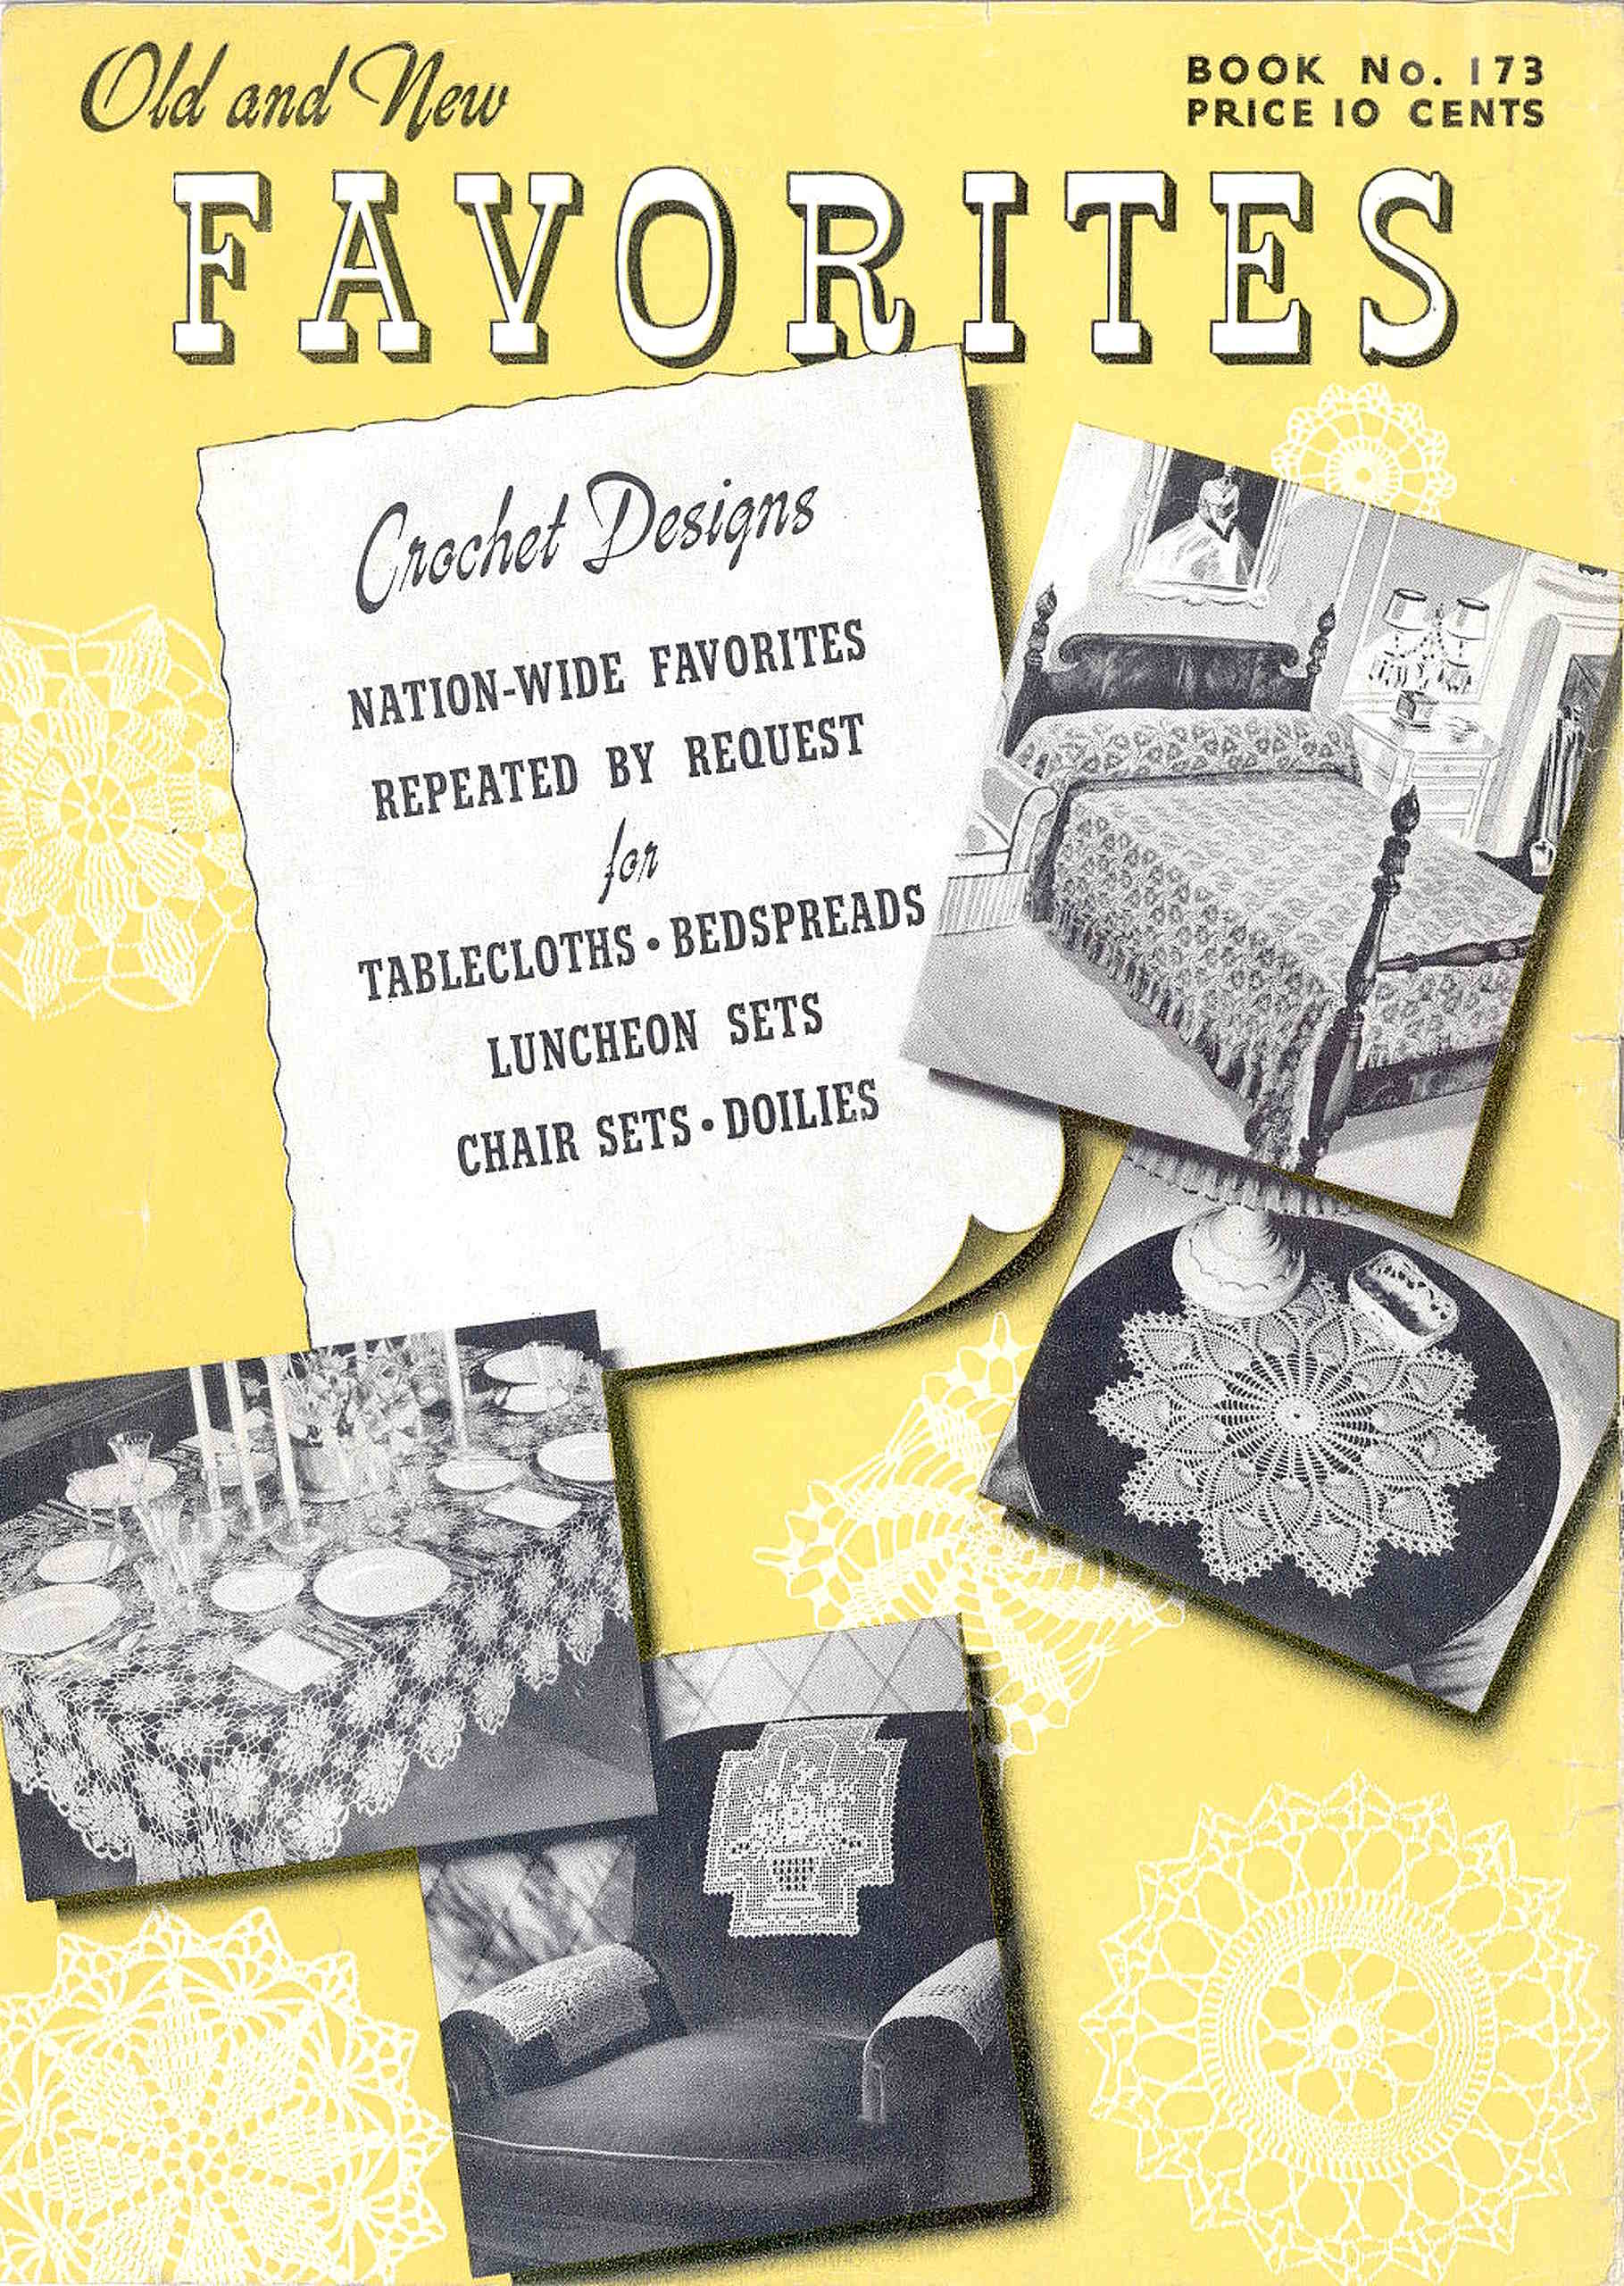 Old and New
BOOK No. 173
PRICE 10 CENTS
FAVORITES
Crochet Designs
NATION-WIDE FAVORITES
REPEATED BY REQUEST
for
TABLECLOTHS • BEDSPREADS
LUNCHEON SETS
CHAIR SETS • DOILIES